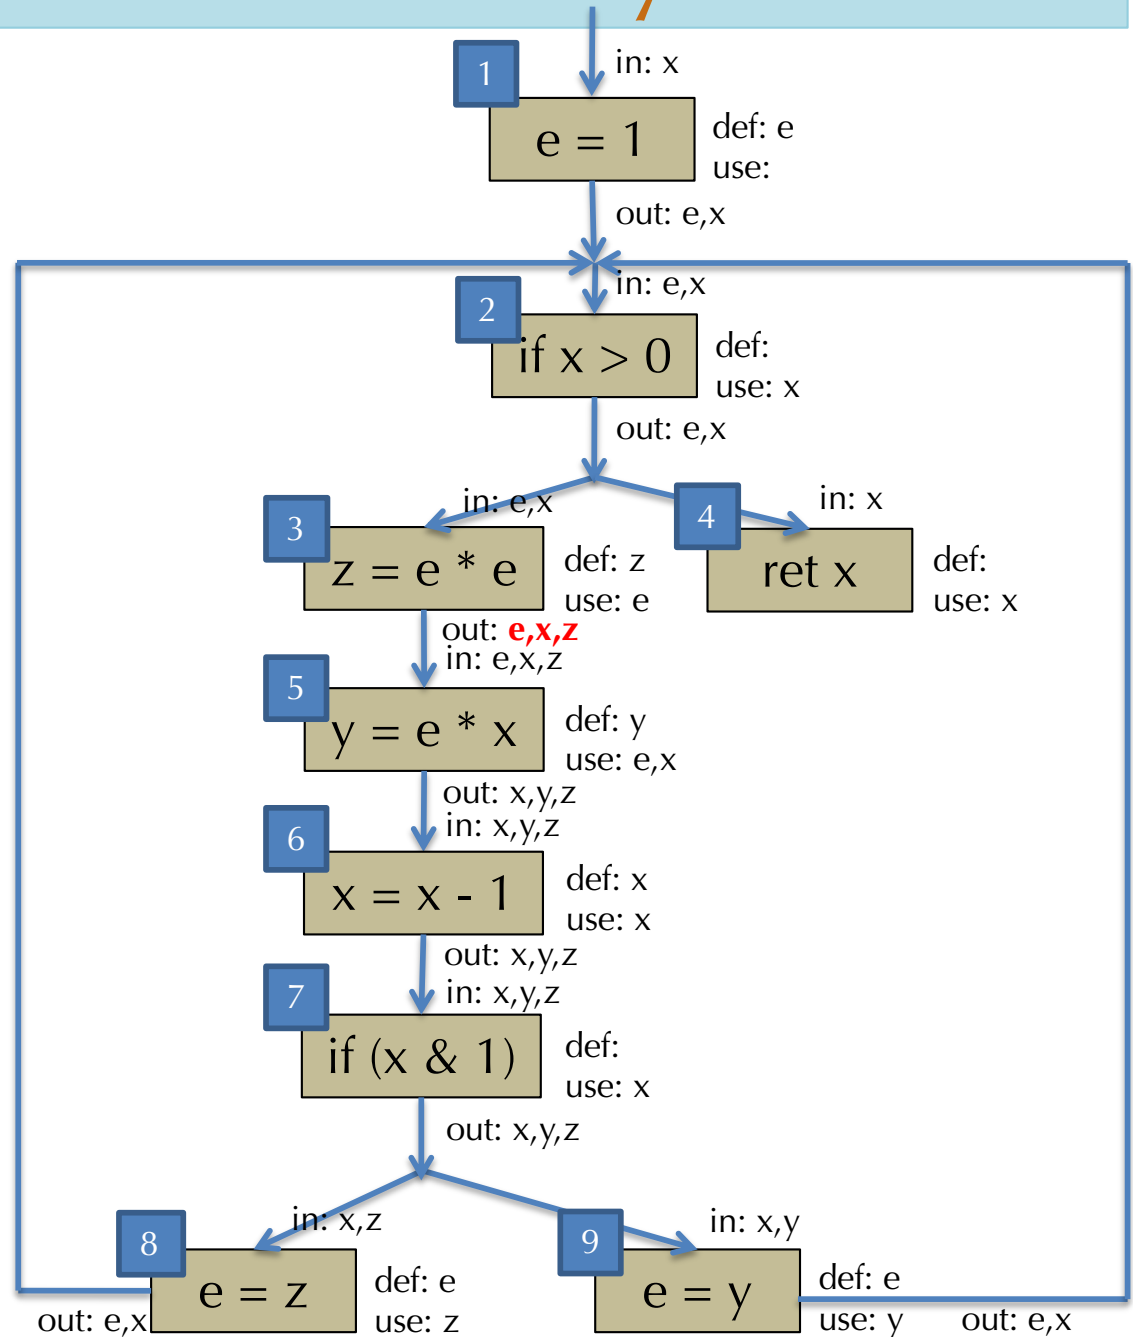 1
in: x
e = 1
def: e
use:
out: e,x
in: e,x
2
if x > 0
def:
use: x
out: e,x
in: e,x
3
z = e * e
def: z
use: e
in: x
4
ret x
def:
use: x
out: e,x,z
in: e,x,z
5
y = e * x
def: y
use: e,x
out: x,y,z
in: x,y,z
6
x = x - 1
def: x
use: x
out: x,y,z
in: x,y,z
7
if (x & 1)
def:
use: x
out: x,y,z
in: x,z
8
e = z
def: e
use: z
out: e,x
in: x,y
9
e = y
def: e
use: y
out: e,x